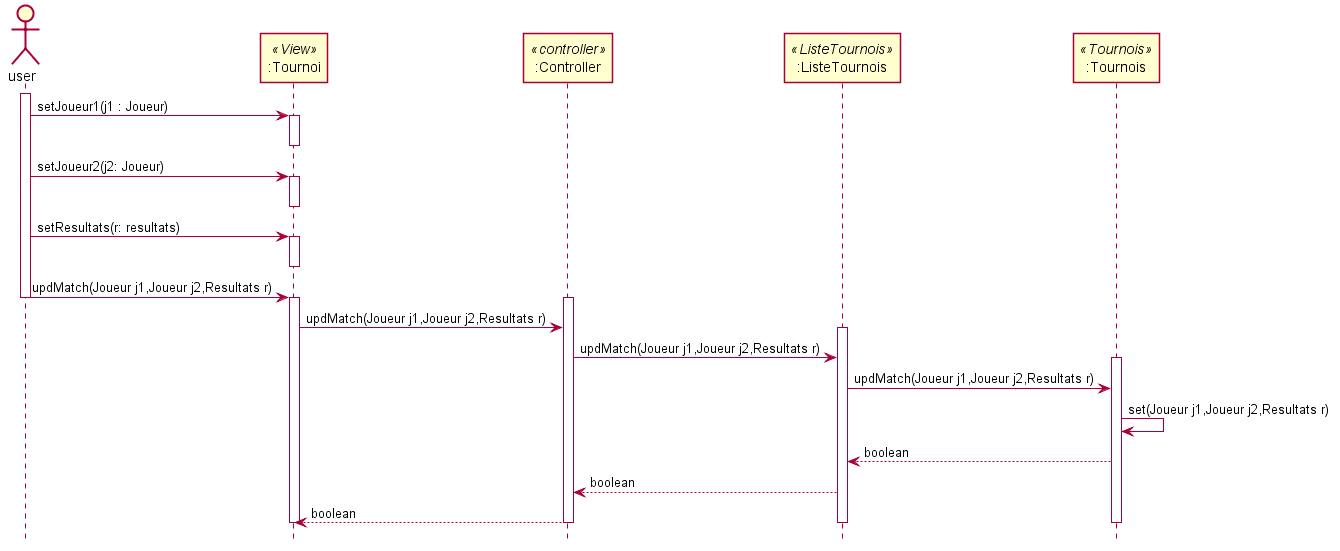 user
«View»
:Tournoi
«controller»
:Controller
«ListeTournois»
:ListeTournois
«Tournois»
:Tournois
setJoueur1(j1 : Joueur)
setJoueur2(j2: Joueur)
setResultats(r: resultats)
updMatch(Joueur j1,Joueur j2,Resultats r)
updMatch(Joueur j1,Joueur j2,Resultats r)
updMatch(Joueur j1,Joueur j2,Resultats r)
updMatch(Joueur j1,Joueur j2,Resultats r)
set(Joueur j1,Joueur j2,Resultats r)
boolean
boolean
boolean